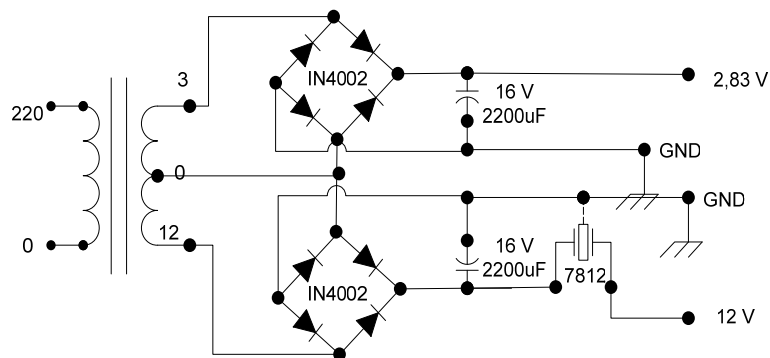 3
IN4002
16 V
2200uF
2,83 V
220
0
GND
0
12
IN4002
16 V
2200uF
7812
GND
12 V